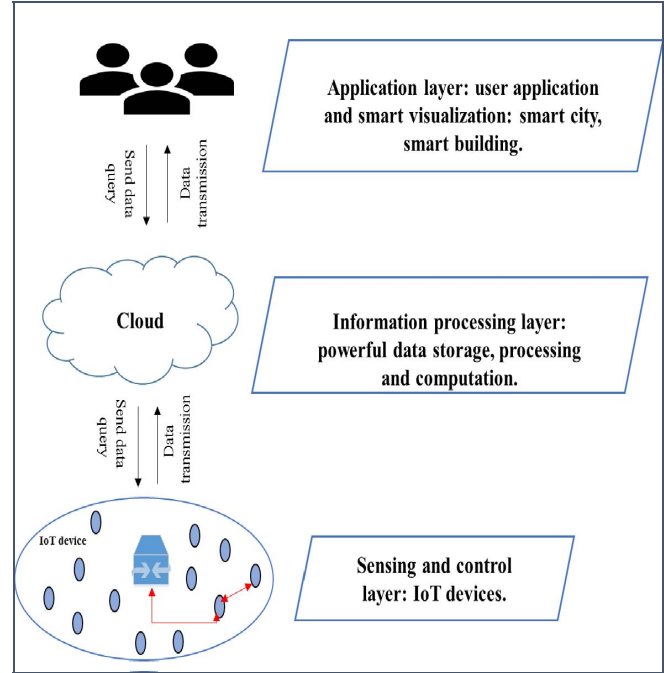 Application layer: user application
and smart visualization: smart city,
smart building.
Send data
query
Data
transmission
Cloud
Information processing layer:
powerful data storage, processing
and computation.
Send data
query
Data
transmission
IoT device
Sensing and control
layer: IoT devices.